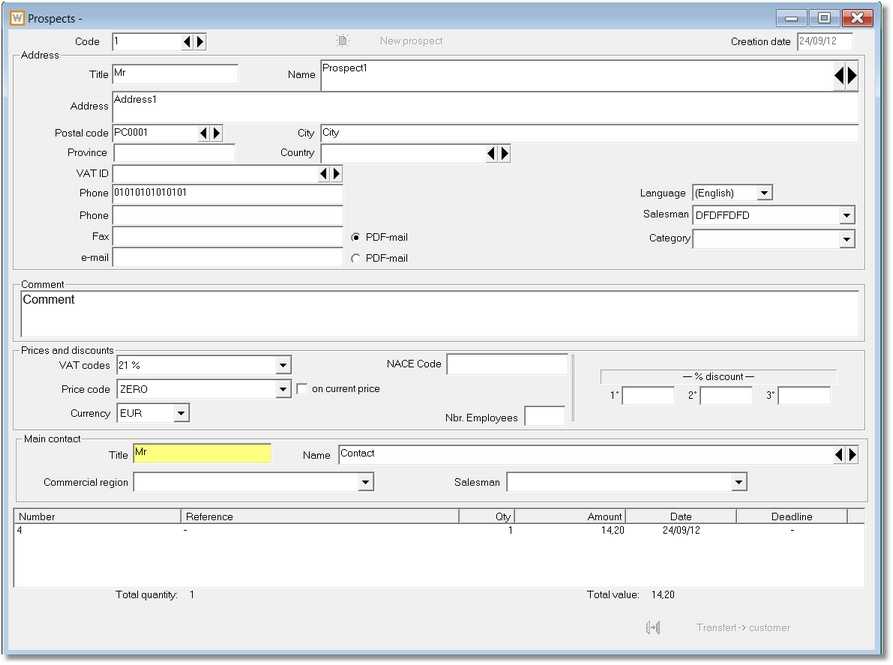 Prospects -
Code 1 New prospect Creation date 24/09/12
Address
Title Mr Name Prospect1
Address Address1
Postal code PC0001 City City
Province Country
VAT ID
Phone 01010101010101 Language (English)
Phone Salesman DFDFFDFD
Fax PDF-mail Category
e-mail PDF-mail
Comment
Comment
Prices and discounts
VAT codes 21 % NACE Code
Price code ZERO on current price % discount
Currency EUR Nbr. Employees 1° 2° 3°
Main contact
Title Mr Name Contact
Commercial region Salesman
Number Reference Qty Amount Date Deadline
4 - 1 14,20 24/09/12 -
Total quantity: 1 Total value: 14,20
Transfert -> customer